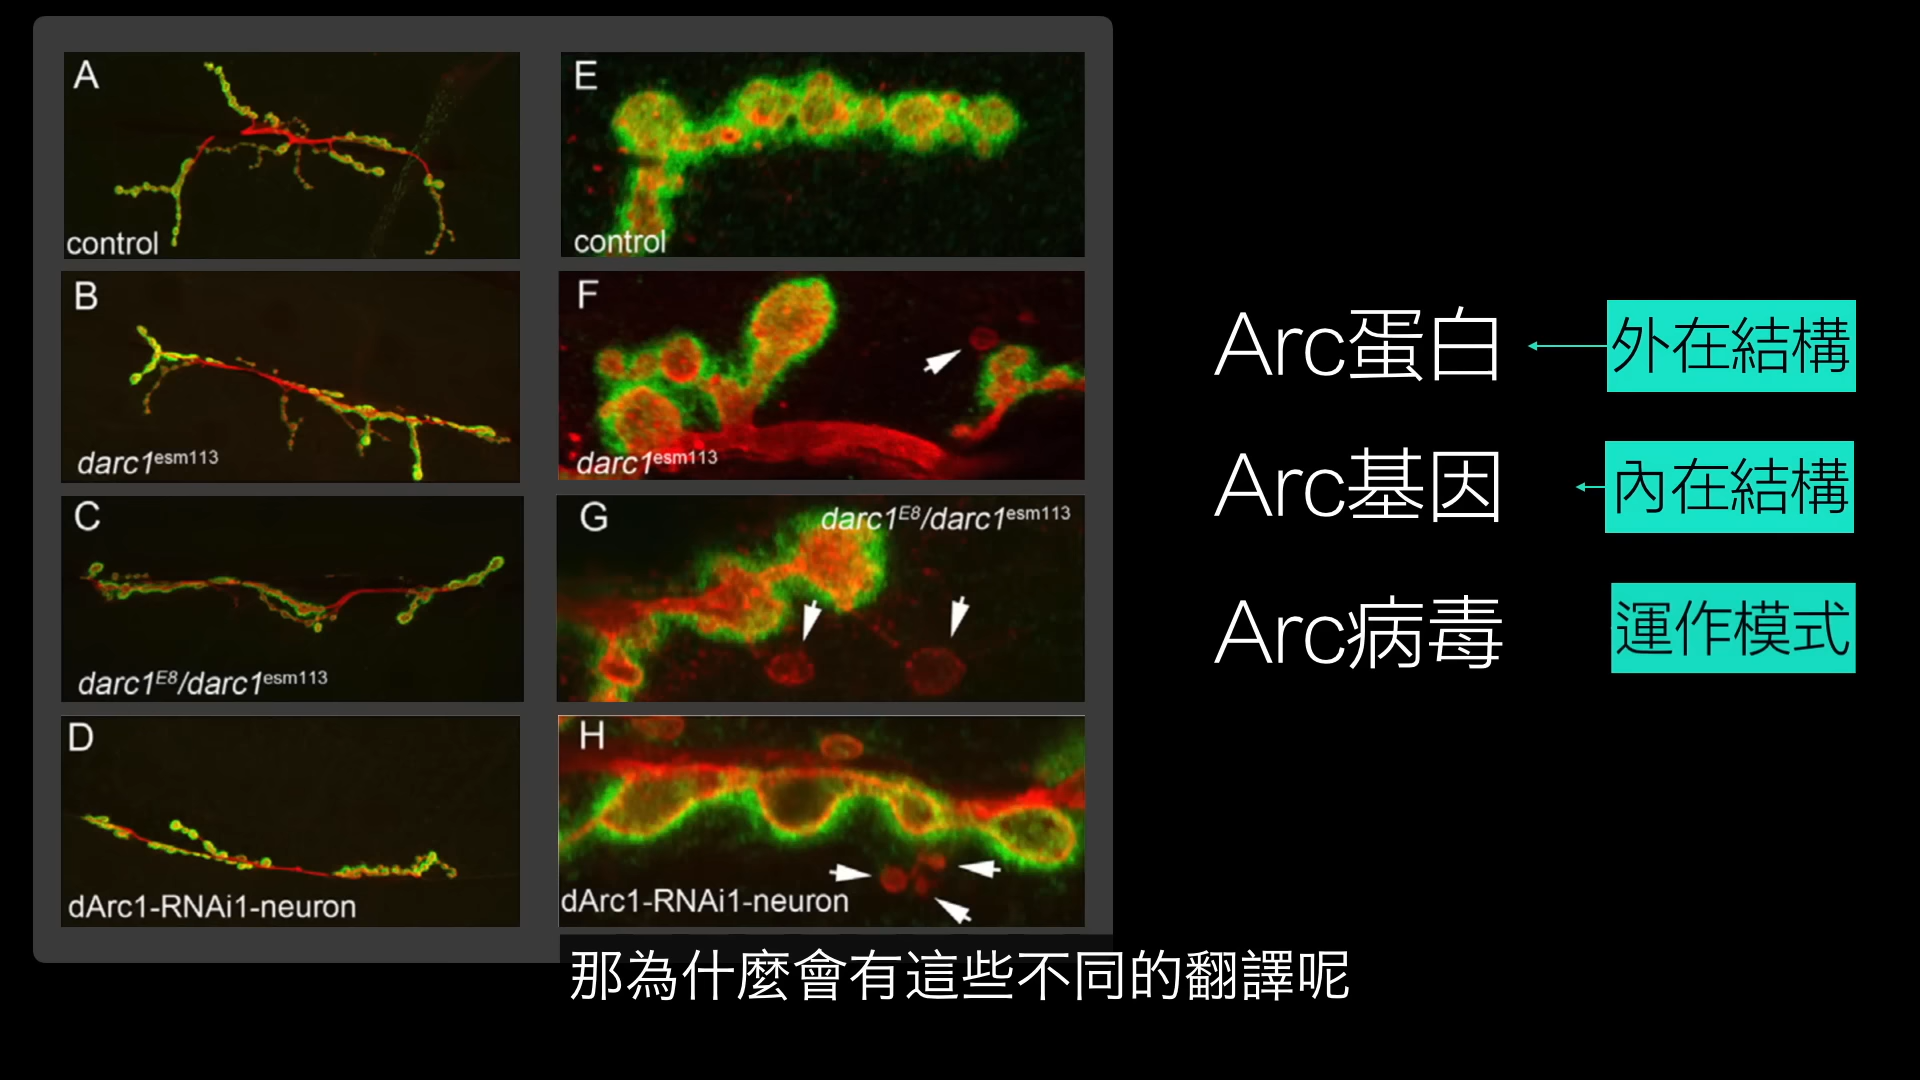 A
control
B
darc1esm113
C
darc1E8/darc1esm113
D
dArc1-RNAi1-neuron
E
control
F
darc1esm113
G
darc1E8/darc1esm113
H
dArc1-RNAi1-neuron
Arc蛋白
外在結構
Arc基因
內在結構
Arc病毒
運作模式
那為什麼會有這些不同的翻譯呢